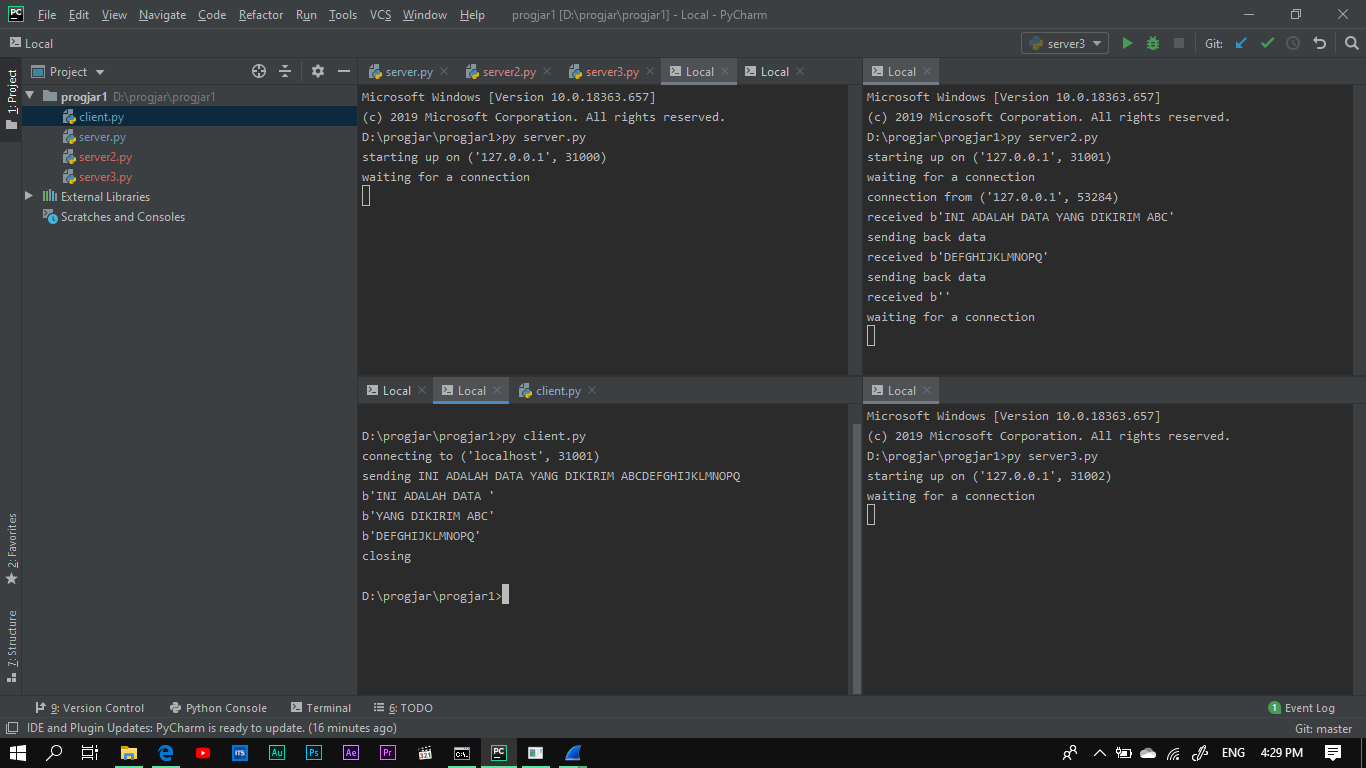 File Edit View Navigate Code Refactor Run Tools VCS Window Help progjar1 [D:\progjar\progjar1] - Local - PyCharm
Local server3 Git:
1: Project
Project
progjar1 D:\progjar\progjar1
client.py
server.py
server2.py
server3.py
External Libraries
Scratches and Consoles
server.py server2.py server3.py Local Local
Microsoft Windows [Version 10.0.18363.657]
(c) 2019 Microsoft Corporation. All rights reserved.
D:\progjar\progjar1>py server.py
starting up on ('127.0.0.1', 31000)
waiting for a connection
Local
Microsoft Windows [Version 10.0.18363.657]
(c) 2019 Microsoft Corporation. All rights reserved.
D:\progjar\progjar1>py server2.py
starting up on ('127.0.0.1', 31001)
waiting for a connection
connection from ('127.0.0.1', 53284)
received b'INI ADALAH DATA YANG DIKIRIM ABC'
sending back data
received b'DEFGHIJKLMNOPQ'
sending back data
received b''
waiting for a connection
Local Local client.py
D:\progjar\progjar1>py client.py
connecting to ('localhost', 31001)
sending INI ADALAH DATA YANG DIKIRIM ABCDEFGHIJKLMNOPQ
b'INI ADALAH DATA '
b'YANG DIKIRIM ABC'
b'DEFGHIJKLMNOPQ'
closing
D:\progjar\progjar1>
Local
Microsoft Windows [Version 10.0.18363.657]
(c) 2019 Microsoft Corporation. All rights reserved.
D:\progjar\progjar1>py server3.py
starting up on ('127.0.0.1', 31002)
waiting for a connection
2: Favorites
7: Structure
9: Version Control Python Console Terminal 6: TODO 1 Event Log
IDE and Plugin Updates: PyCharm is ready to update. (16 minutes ago) Git: master
ITS Au Ps Ae Pr PC ENG 4:29 PM